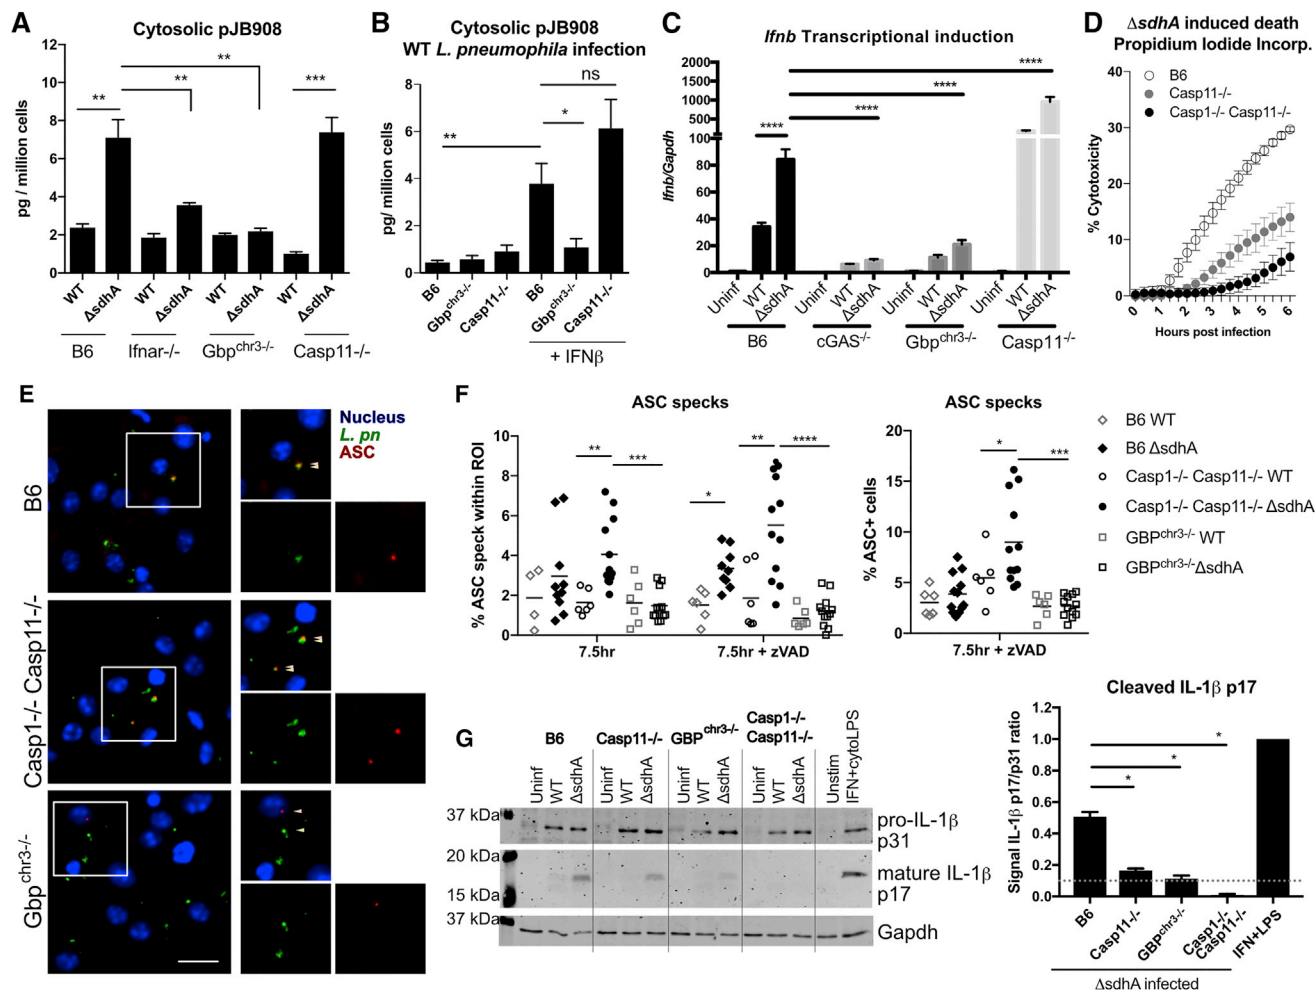 A
Cytosolic pJB908
pg / million cells
12
10
8
6
4
2
0
**
**
**
***
WT
ΔsdhA
WT
ΔsdhA
WT
ΔsdhA
WT
ΔsdhA
B6
Ifnar-/-
Gbpchr3-/-
Casp11-/-
B
Cytosolic pJB908
WT L. pneumophila infection
pg/ million cells
8
6
4
2
0
**
*
ns
B6
Gbpchr3-/-
Casp11-/-
B6
Gbpchr3-/-
Casp11-/-
+ IFNβ
C
Ifnb Transcriptional induction
Ifnb/Gapdh
2000
1500
1000
500
100
80
60
40
20
0
****
****
****
****
Uninf
WT
ΔsdhA
Uninf
WT
ΔsdhA
Uninf
WT
ΔsdhA
Uninf
WT
ΔsdhA
B6
cGAS-/-
Gbpchr3-/-
Casp11-/-
D
ΔsdhA induced death
Propidium Iodide Incorp.
B6
Casp11-/-
Casp1-/- Casp11-/-
% Cytotoxicity
40
30
20
10
0
0 1 2 3 4 5 6
Hours post infection
E
Nucleus
L. pn
ASC
B6
Casp1-/- Casp11-/-
Gbpchr3-/-
F
ASC specks
% ASC speck within ROI
10
8
6
4
2
0
**
***
*
**
****
7.5hr
7.5hr + zVAD
ASC specks
% ASC+ cells
20
15
10
5
0
*
***
7.5hr + zVAD
B6 WT
B6 ΔsdhA
Casp1-/- Casp11-/- WT
Casp1-/- Casp11-/- ΔsdhA
GBPchr3-/- WT
GBPchr3-/-ΔsdhA
G
B6
Casp11-/-
GBPchr3-/-
Casp1-/-
Casp11-/-
Uninf
WT
ΔsdhA
Uninf
WT
ΔsdhA
Uninf
WT
ΔsdhA
Uninf
WT
ΔsdhA
Unstim
IFN+cytoLPS
37 kDa
20 kDa
15 kDa
37 kDa
pro-IL-1β
p31
mature IL-1β
p17
Gapdh
Cleaved IL-1β p17
Signal IL-1β p17/p31 ratio
1.2
1.0
0.8
0.6
0.4
0.2
0.0
*
*
*
B6
Casp11-/-
GBPchr3-/-
Casp1-/-
Casp11-/-
IFN+LPS
ΔsdhA infected